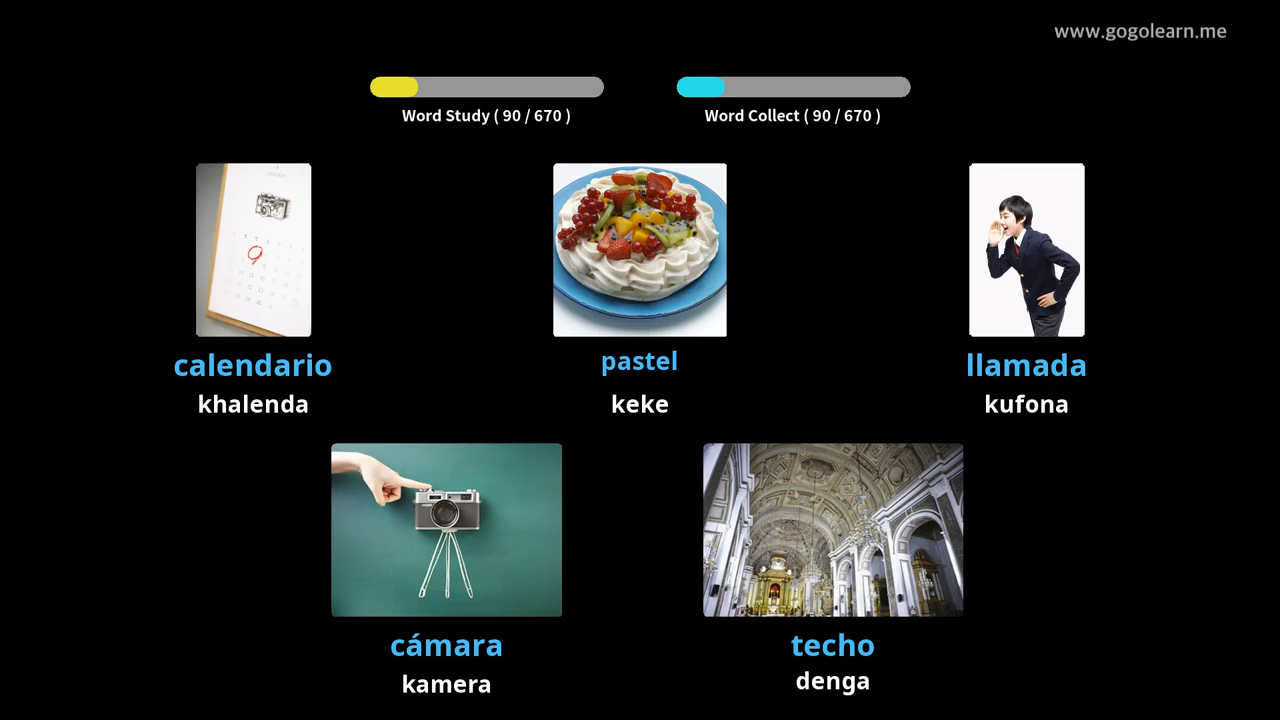 www.gogolearn.me
Word Study ( 90 / 670 )
Word Collect ( 90 / 670 )
calendario
khalenda
pastel
keke
llamada
kufona
cámara
kamera
techo
denga